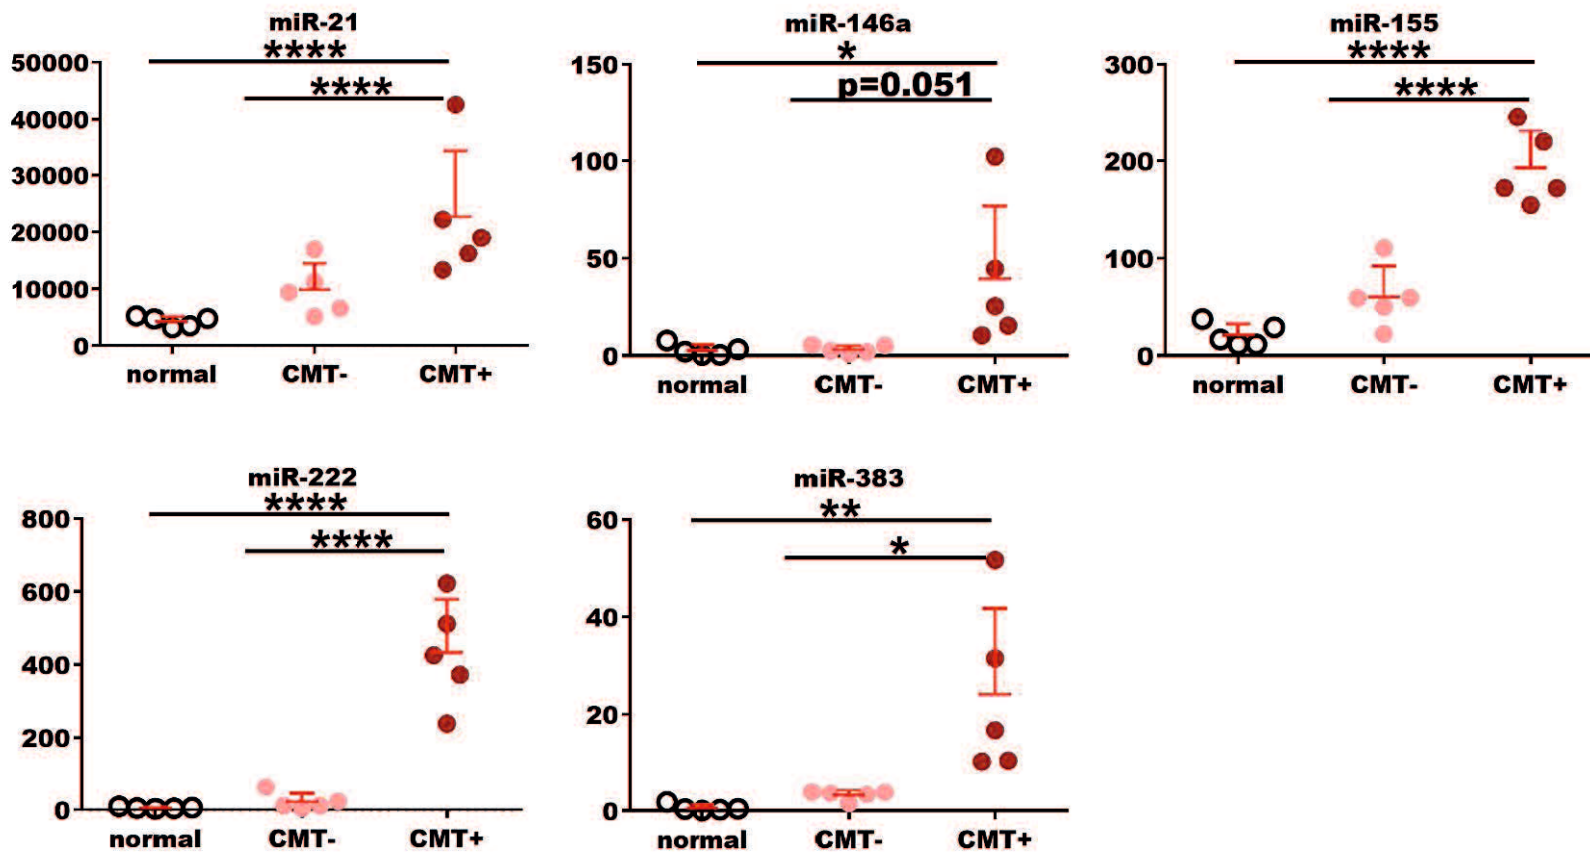 miR-21
****
****
50000
40000
30000
20000
10000
0
normal CMT- CMT+
miR-146a
*
p=0.051
150
100
50
0
normal CMT- CMT+
miR-155
****
****
300
200
100
0
normal CMT- CMT+
miR-222
****
****
800
600
400
200
0
normal CMT- CMT+
miR-383
**
*
60
40
20
0
normal CMT- CMT+